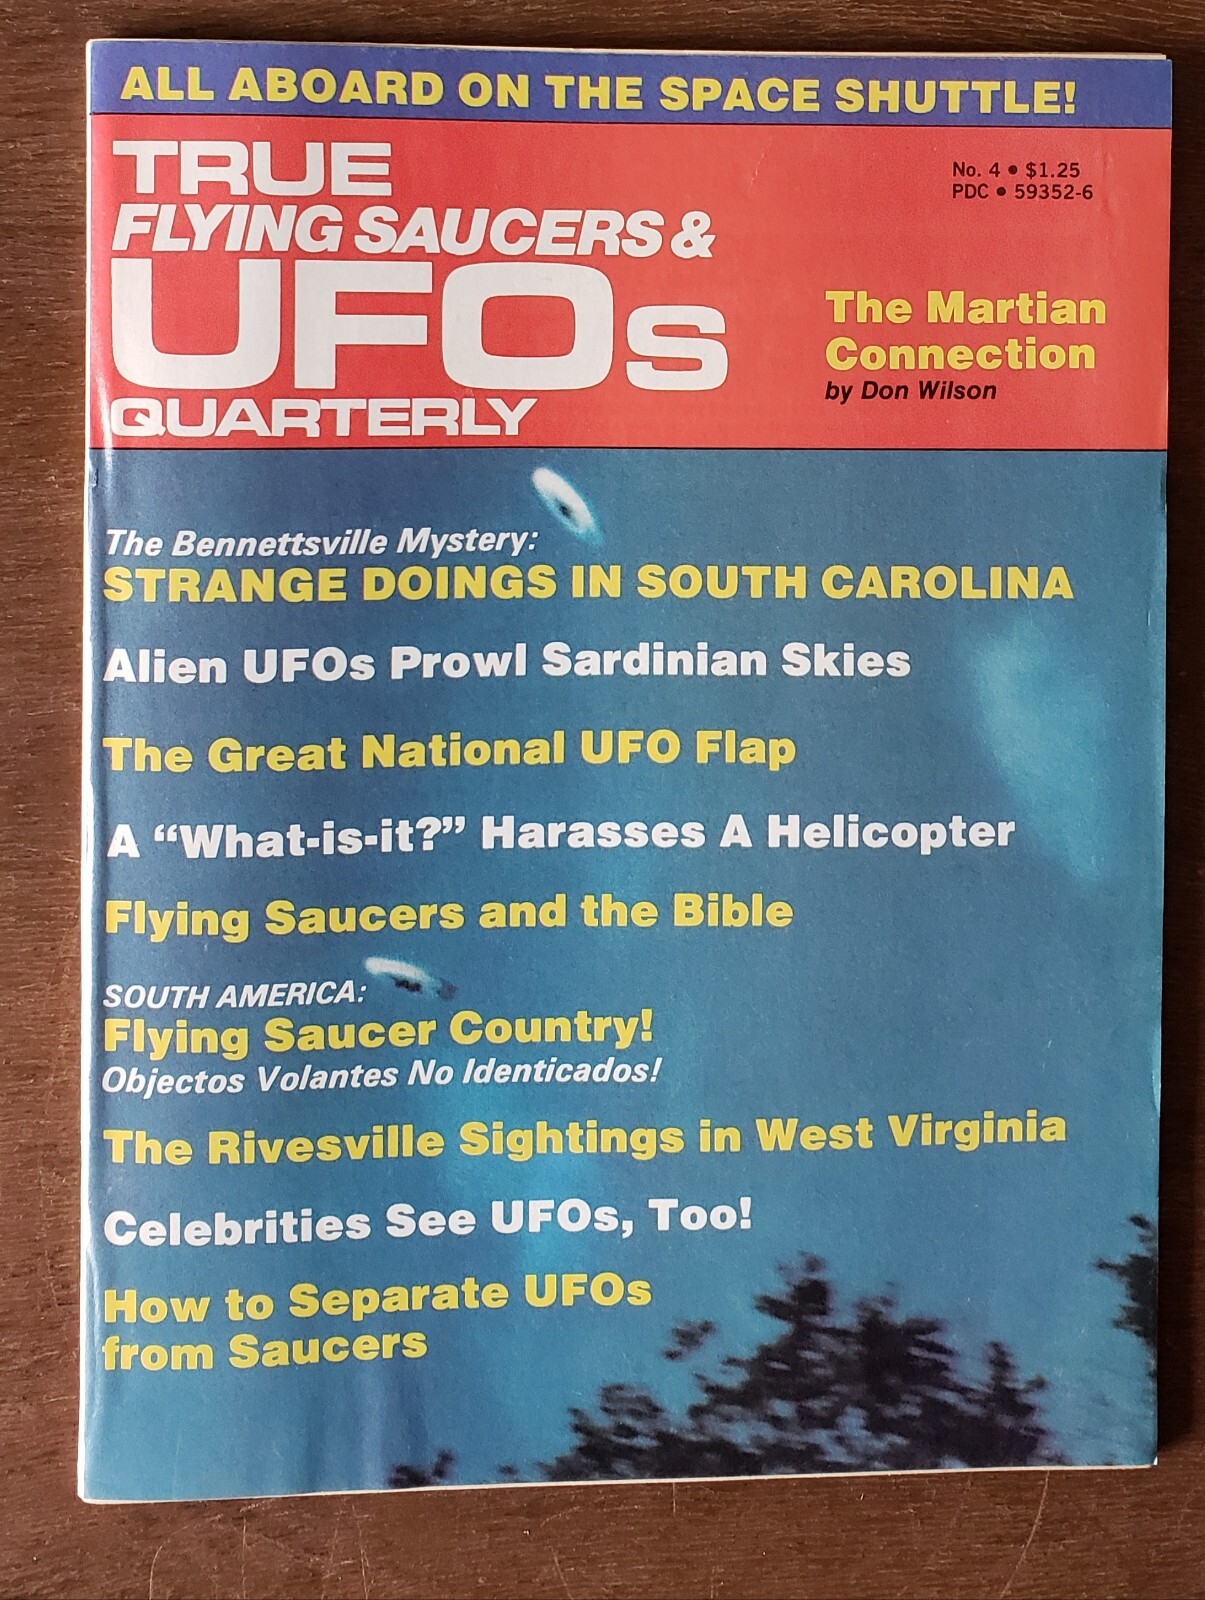 ALL ABOARD ON THE SPACE SHUTTLE!
TRUE
FLYING SAUCERS &
UFOs
QUARTERLY
No. 4 • $1.25
PDC • 59352-6
The Martian
Connection
by Don Wilson
The Bennettsville Mystery:
STRANGE DOINGS IN SOUTH CAROLINA
Alien UFOs Prowl Sardinian Skies
The Great National UFO Flap
A “What-is-it?” Harasses A Helicopter
Flying Saucers and the Bible
SOUTH AMERICA:
Flying Saucer Country!
Objectos Volantes No Identicados!
The Rivesville Sightings in West Virginia
Celebrities See UFOs, Too!
How to Separate UFOs
from Saucers